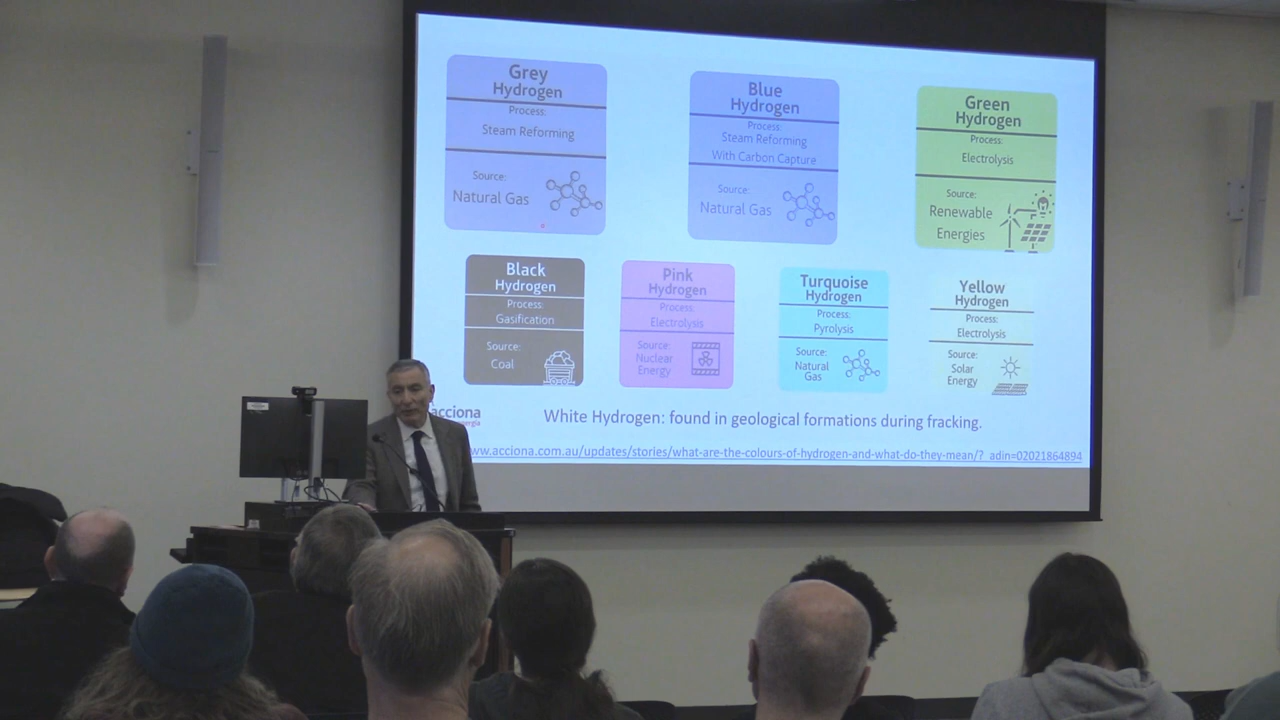 Grey
Hydrogen
Process:
Steam Reforming
Source:
Natural Gas
Blue
Hydrogen
Process:
Steam Reforming
With Carbon Capture
Source:
Natural Gas
Green
Hydrogen
Process:
Electrolysis
Source:
Renewable
Energies
Black
Hydrogen
Process:
Gasification
Source:
Coal
Pink
Hydrogen
Process:
Electrolysis
Source:
Nuclear
Energy
Turquoise
Hydrogen
Process:
Pyrolysis
Source:
Natural
Gas
Yellow
Hydrogen
Process:
Electrolysis
Source:
Solar
Energy
acciona
White Hydrogen: found in geological formations during fracking.
ww.acciona.com.au/updates/stories/what-are-the-colours-of-hydrogen-and-what-do-they-mean/?_adin=02021864894